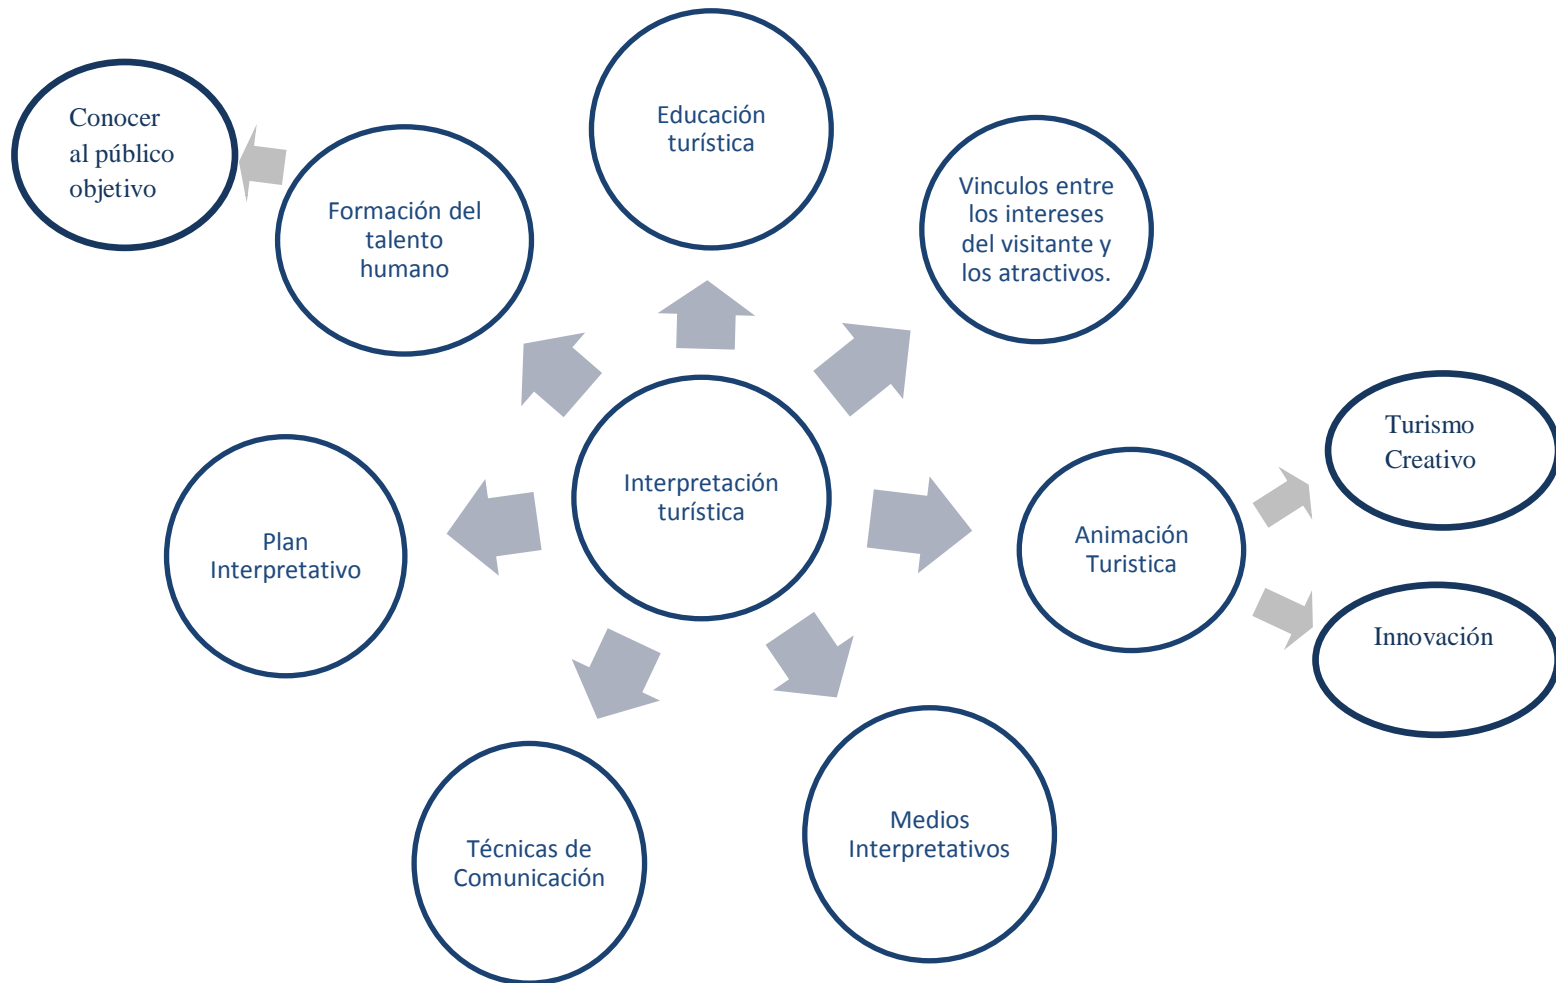 Conocer
al público
objetivo
Formación del
talento
humano
Educación
turística
Vinculos entre
los intereses
del visitante y
los atractivos.
Interpretación
turística
Plan
Interpretativo
Animación
Turistica
Turismo
Creativo
Innovación
Técnicas de
Comunicación
Medios
Interpretativos